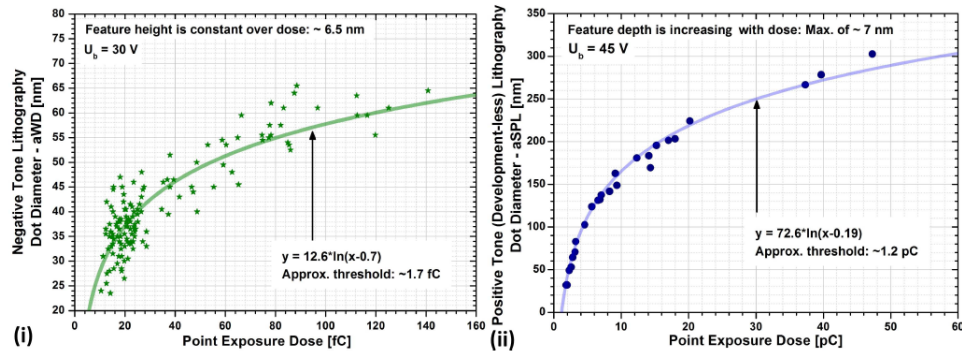 Feature height is constant over dose: ~ 6.5 nm
U_b = 30 V
Negative Tone Lithography
Dot Diameter - aWD [nm]
80
75
70
65
60
55
50
45
40
35
30
25
20
y = 12.6*ln(x-0.7)
Approx. threshold: ~1.7 fC
0 20 40 60 80 100 120 140 160
Point Exposure Dose [fC]
(i)
Feature depth is increasing with dose: Max. of ~ 7 nm
U_b = 45 V
Positive Tone (Development-less) Lithography
Dot Diameter - aSPL [nm]
350
300
250
200
150
100
50
0
y = 72.6*ln(x-0.19)
Approx. threshold: ~1.2 pC
0 10 20 30 40 50 60
Point Exposure Dose [pC]
(ii)